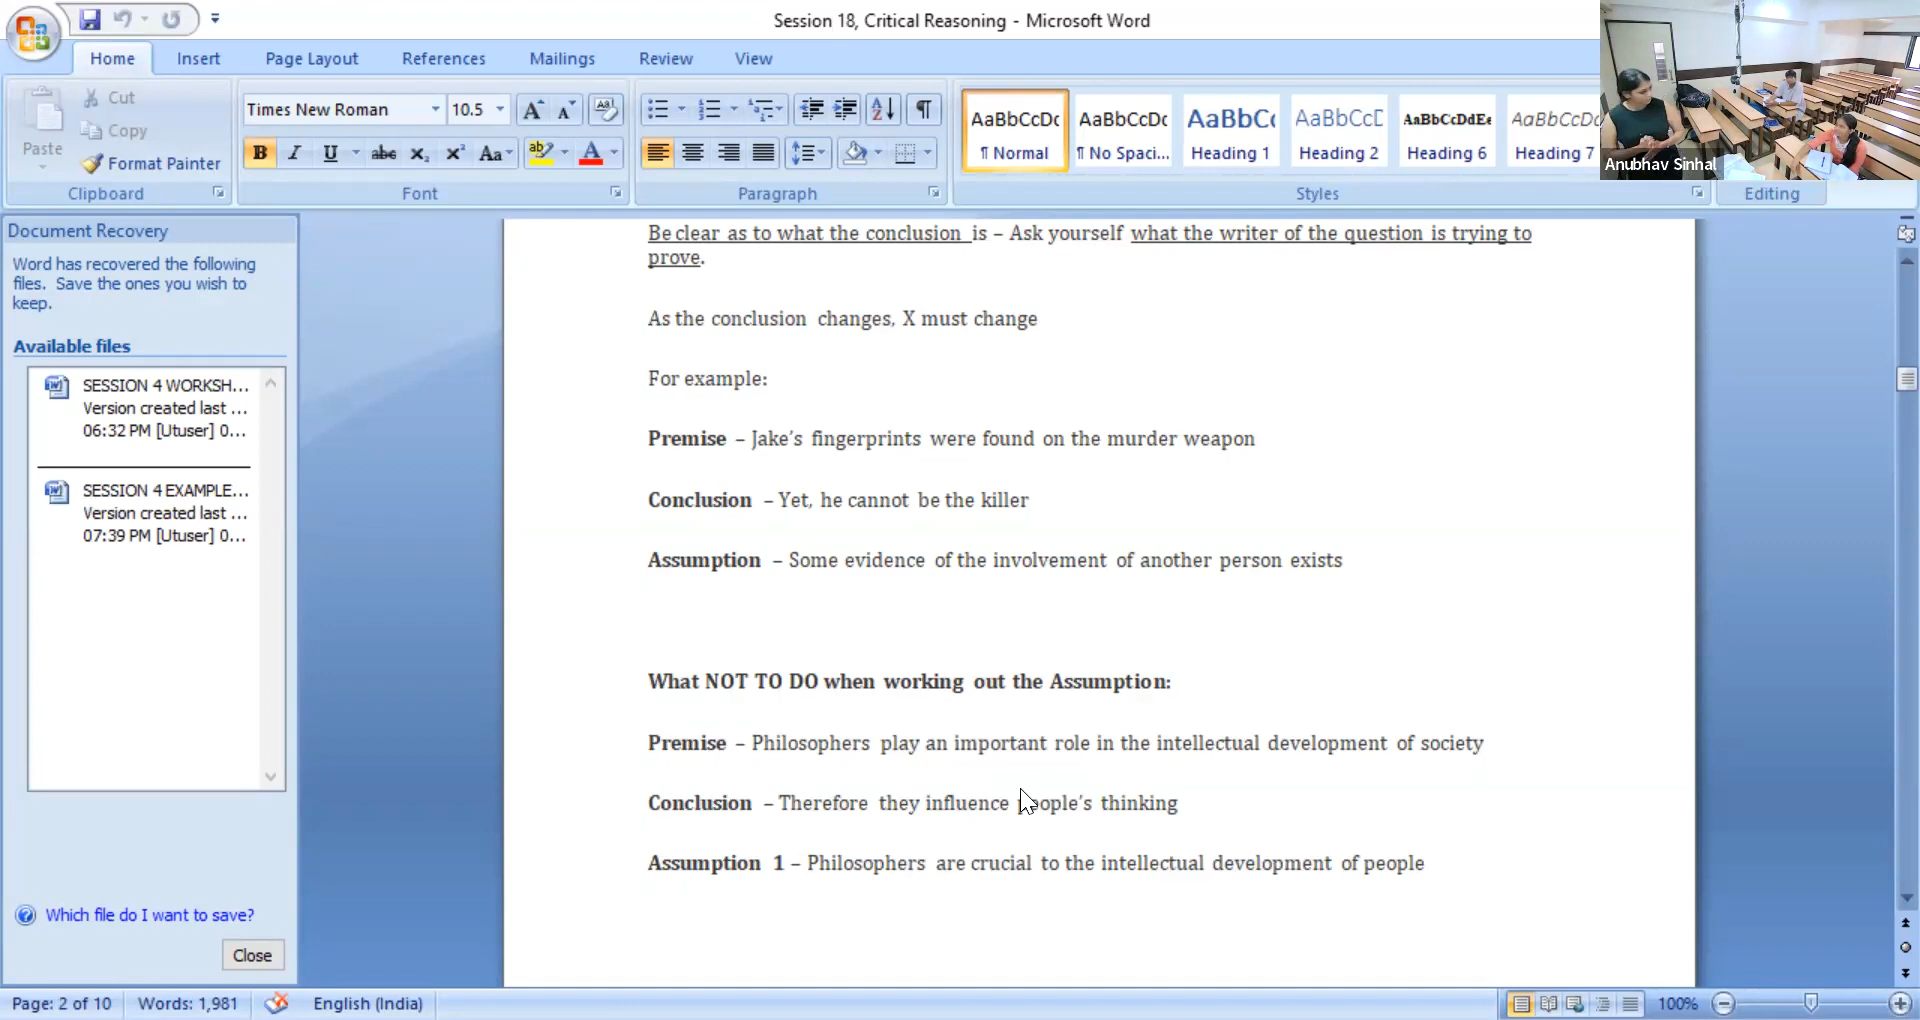 Session 18, Critical Reasoning - Microsoft Word
Home Insert Page Layout References Mailings Review View
Cut
Copy
Paste
Format Painter
Clipboard
Times New Roman 10.5
Font
Paragraph
AaBbCcDc AaBbCcDc AaBbCc AaBbCcD AaBbCcDdEe AaBbCcDc
¶ Normal ¶ No Spaci... Heading 1 Heading 2 Heading 6 Heading 7
Styles
Editing
Anubhav Sinhal
Document Recovery
Word has recovered the following
files. Save the ones you wish to
keep.
Available files
SESSION 4 WORKSH...
Version created last ...
06:32 PM [Utuser] 0...
SESSION 4 EXAMPLE...
Version created last ...
07:39 PM [Utuser] 0...
Which file do I want to save?
Close
Be clear as to what the conclusion is – Ask yourself what the writer of the question is trying to
prove.
As the conclusion changes, X must change
For example:
Premise – Jake's fingerprints were found on the murder weapon
Conclusion – Yet, he cannot be the killer
Assumption – Some evidence of the involvement of another person exists
What NOT TO DO when working out the Assumption:
Premise – Philosophers play an important role in the intellectual development of society
Conclusion – Therefore they influence people's thinking
Assumption 1 – Philosophers are crucial to the intellectual development of people
Page: 2 of 10 Words: 1,981 English (India) 100%